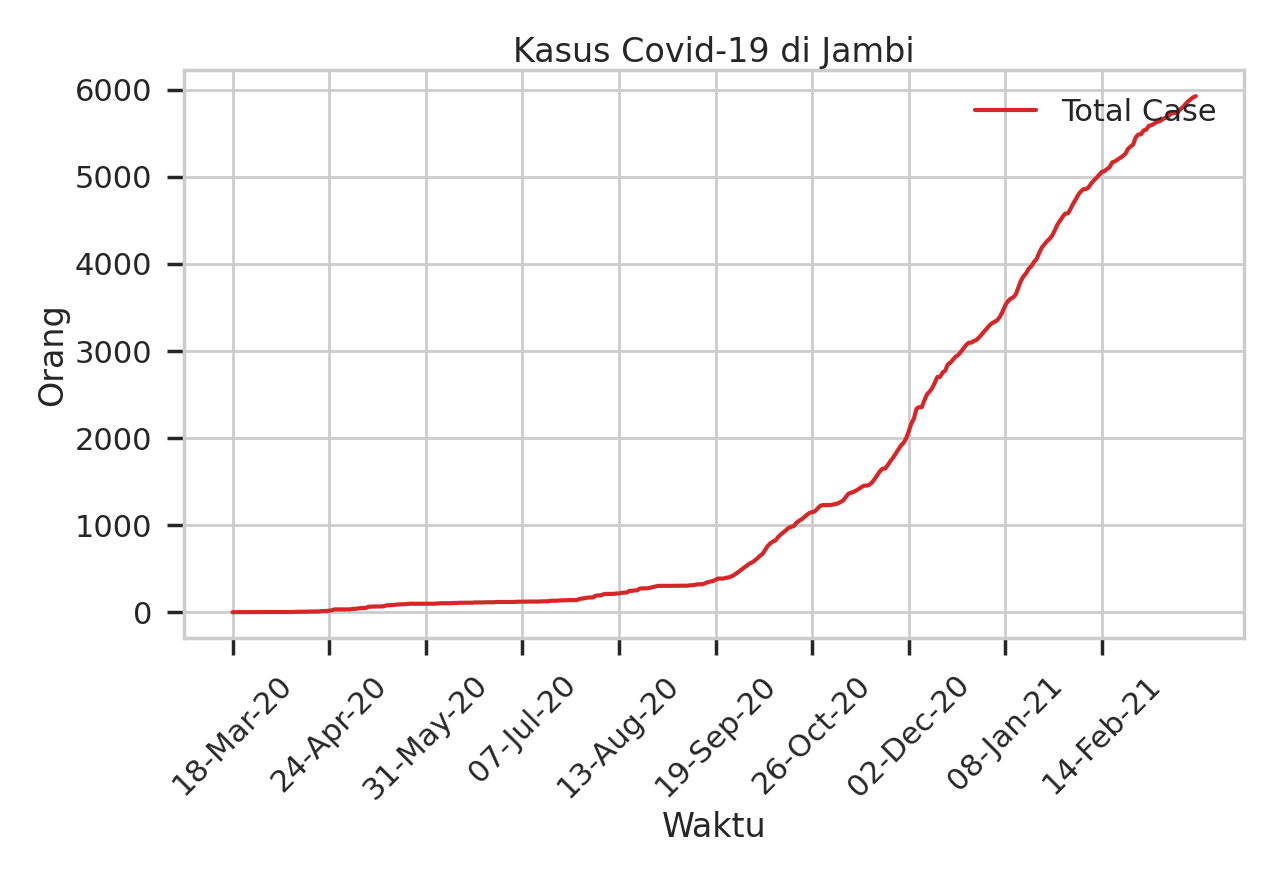 Kasus Covid-19 di Jambi
Total Case
Orang
6000
5000
4000
3000
2000
1000
0
18-Mar-20
24-Apr-20
31-May-20
07-Jul-20
13-Aug-20
19-Sep-20
26-Oct-20
02-Dec-20
08-Jan-21
14-Feb-21
Waktu